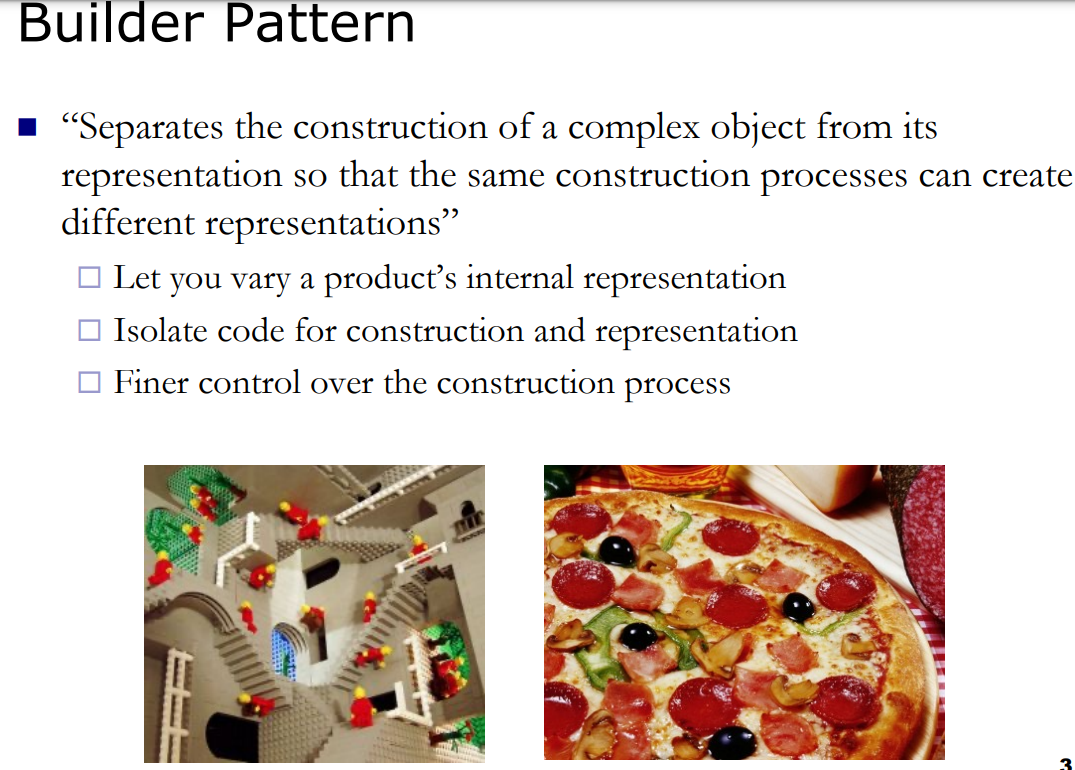 Builder Pattern
“Separates the construction of a complex object from its
representation so that the same construction processes can create
different representations”
Let you vary a product’s internal representation
Isolate code for construction and representation
Finer control over the construction process
3